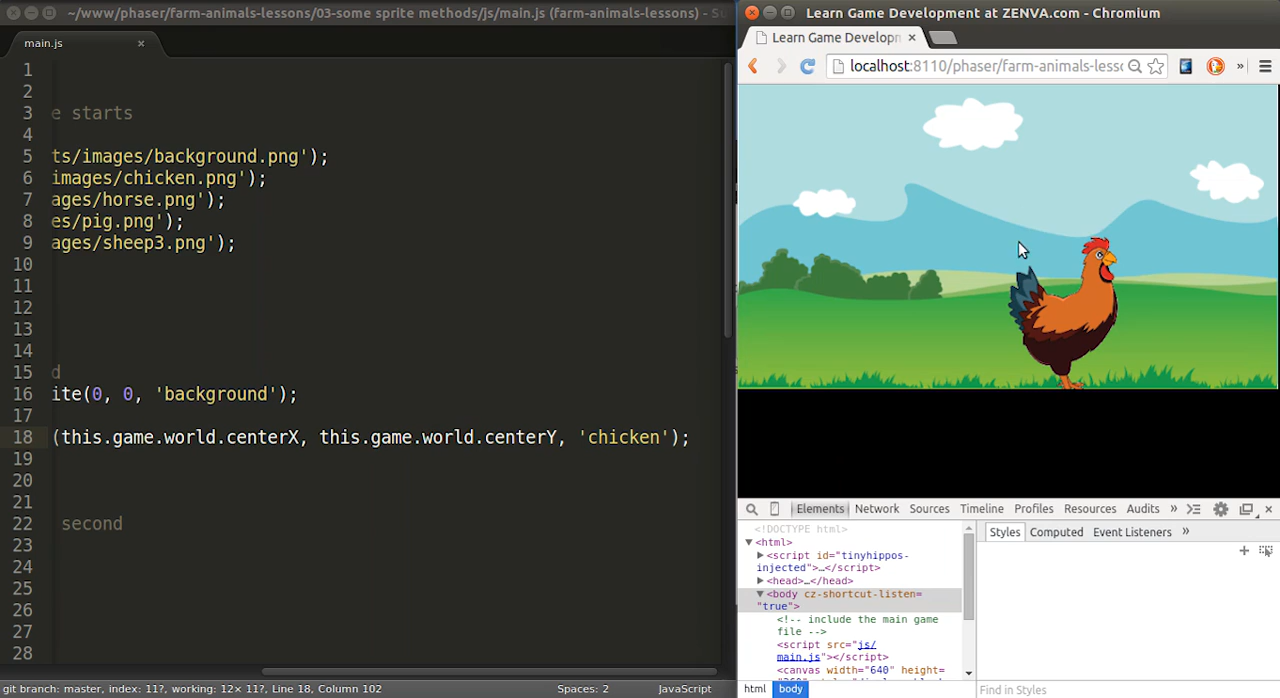 ~/www/phaser/farm-animals-lessons/03-some sprite methods/js/main.js (farm-animals-lessons) - Su
main.js
1
2
3 e starts
4
5 ts/images/background.png');
6 images/chicken.png');
7 ages/horse.png');
8 es/pig.png');
9 ages/sheep3.png');
10
11
12
13
14
15 d
16 ite(0, 0, 'background');
17
18 (this.game.world.centerX, this.game.world.centerY, 'chicken');
19
20
21
22 second
23
24
25
26
27
28
git branch: master, index: 11?, working: 12× 11?, Line 18, Column 102 Spaces: 2 JavaScript
Learn Game Development at ZENVA.com - Chromium
Learn Game Developn
localhost:8110/phaser/farm-animals-lesso
Elements Network Sources Timeline Profiles Resources Audits »
<!DOCTYPE html>
<html>
<script id="tinyhippos-
injected">…</script>
<head>…</head>
<body cz-shortcut-listen=
"true">
<!-- include the main game
file -->
<script src="js/
main.js"></script>
<canvas width="640" height=
html body
Styles Computed Event Listeners »
Find in Styles